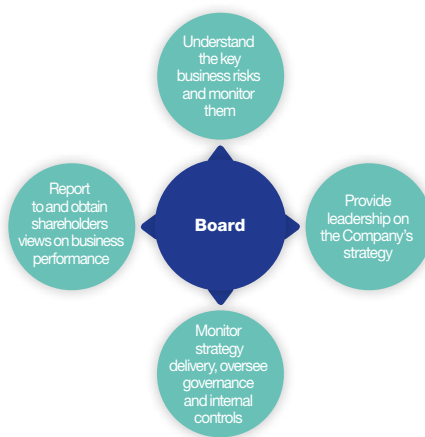 Understand
the key
business risks
and monitor
them
Report
to and obtain
shareholders
views on business
performance
Board
Provide
leadership on
the Company's
strategy
Monitor
strategy
delivery, oversee
governance
and internal
controls